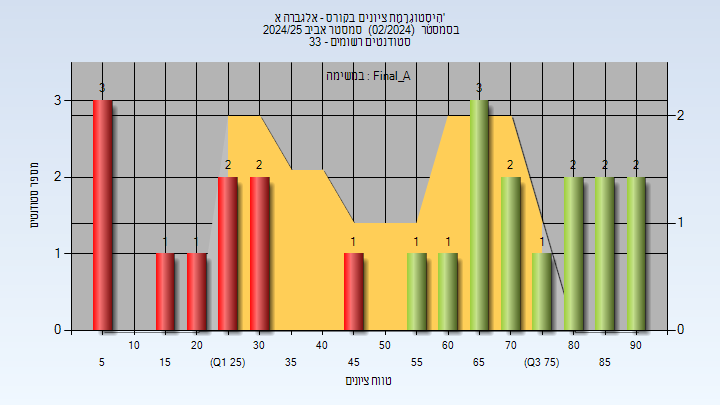 הִיסְטוֹגְרָמַת ציונים בקורס - אלגברה א'
בסמסטר (02/2024) סמסטר אביב 2024/25
סטודנטים רשומים - 33
במשימה : Final_A
מספר סטודנטים
3 2 1 0
2 1 0
3 1 1 2 2 1 1 1 3 2 1 2 2 2
10 20 30 40 50 60 70 80 90
5 15 (Q1 25) 35 45 55 65 (Q3 75) 85
טווח ציונים